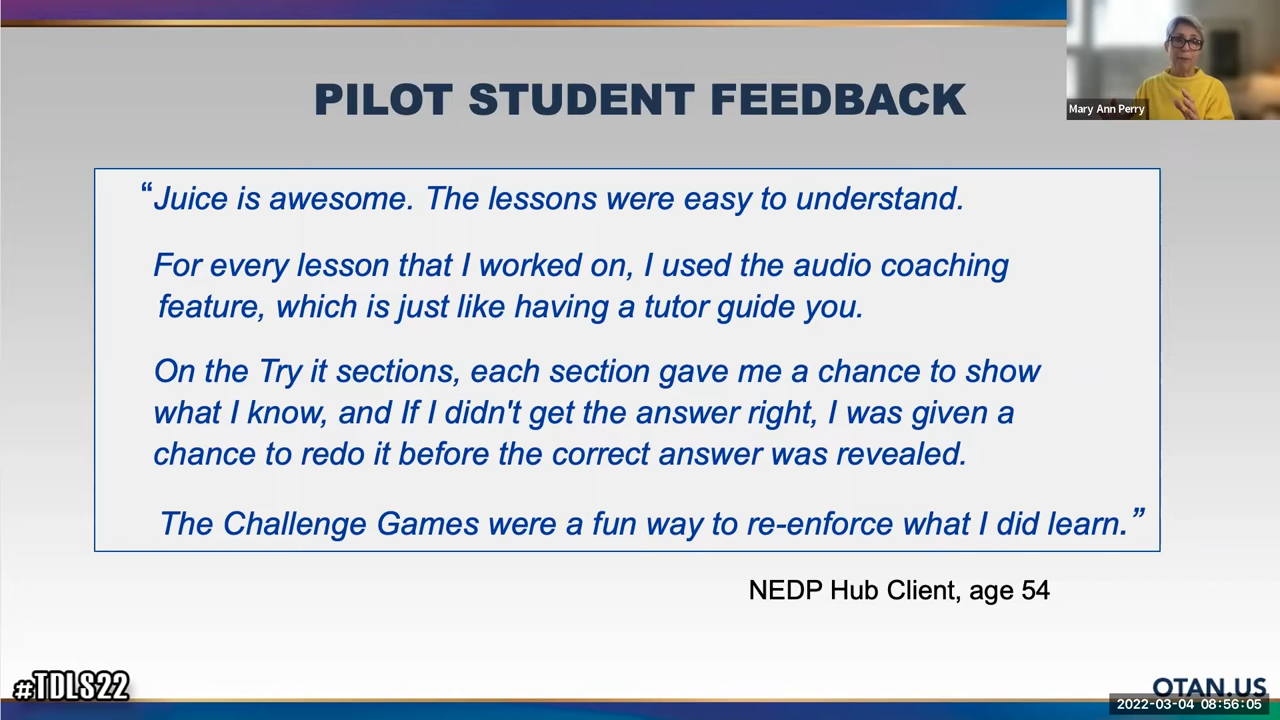 PILOT STUDENT FEEDBACK
Mary Ann Perry
“Juice is awesome. The lessons were easy to understand.
For every lesson that I worked on, I used the audio coaching
feature, which is just like having a tutor guide you.
On the Try it sections, each section gave me a chance to show
what I know, and If I didn't get the answer right, I was given a
chance to redo it before the correct answer was revealed.
The Challenge Games were a fun way to re-enforce what I did learn.”
NEDP Hub Client, age 54
#TDLS22
OTAN.US
2022-03-04 08:56:05